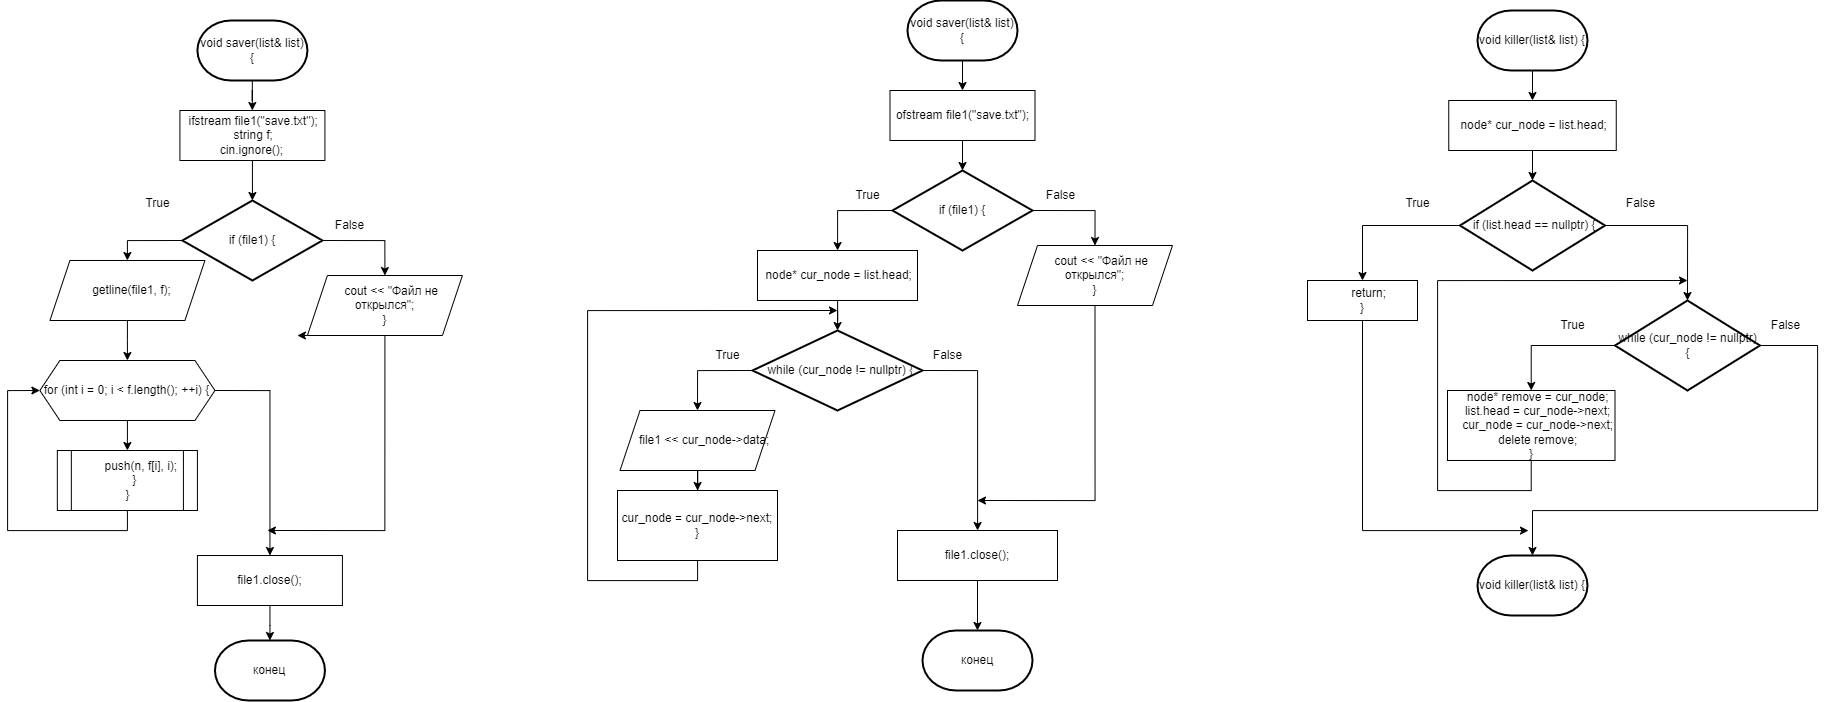 void saver(list& list)
{
ifstream file1("save.txt");
string f;
cin.ignore();
True
if (file1) {
False
getline(file1, f);
cout << "Файл не
открылся";
}
for (int i = 0; i < f.length(); ++i) {
push(n, f[i], i);
}
}
file1.close();
конец
void saver(list& list)
{
ofstream file1("save.txt");
True
if (file1) {
False
node* cur_node = list.head;
cout << "Файл не
открылся";
}
True
while (cur_node != nullptr) {
False
file1 << cur_node->data;
cur_node = cur_node->next;
}
file1.close();
конец
void killer(list& list) {
node* cur_node = list.head;
True
if (list.head == nullptr) {
False
return;
}
True
while (cur_node != nullptr)
{
False
node* remove = cur_node;
list.head = cur_node->next;
cur_node = cur_node->next;
delete remove;
}
void killer(list& list) {